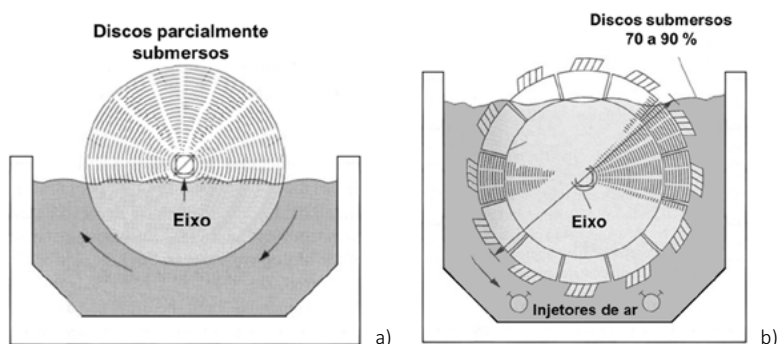 Discos parcialmente
submersos
Eixo
a)
Discos submersos
70 a 90 %
Eixo
Injetores de ar
b)